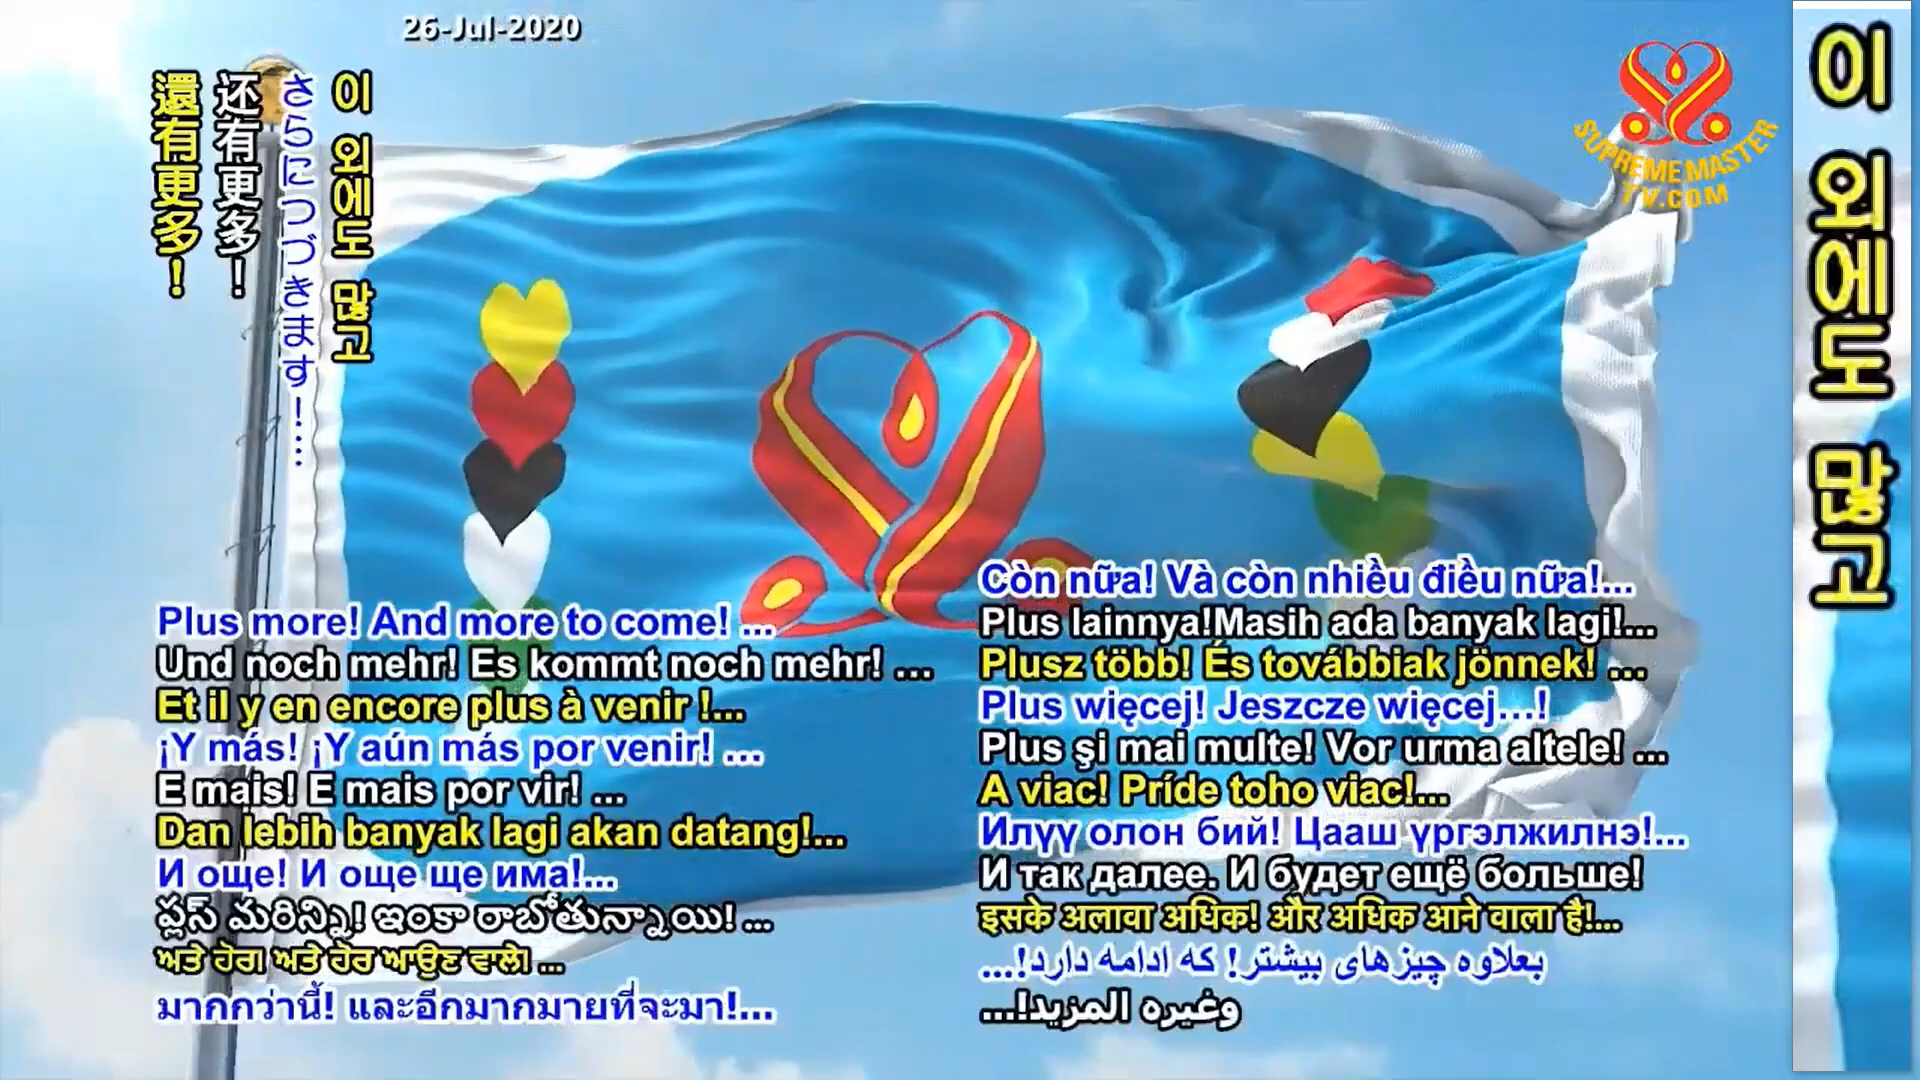 26-Jul-2020
SUPREME MASTER
TV.COM
還有更多!
还有更多!
さらにつづきます!...
이 외에도 많고
이 외에도 많고
Plus more! And more to come! ...
Und noch mehr! Es kommt noch mehr! ...
Et il y en encore plus à venir !...
¡Y más! ¡Y aún más por venir! ...
E mais! E mais por vir! ...
Dan lebih banyak lagi akan datang!...
И още! И още ще има!...
ప్లస్ మరిన్ని! ఇంకా రాబోతున్నాయి! ...
ਅਤੇ ਹੋਰ! ਅਤੇ ਹੋਰ ਆਉਣ ਵਾਲੇ! ...
มากกว่านี้! และอีกมากมายที่จะมา!...
Còn nữa! Và còn nhiều điều nữa!...
Plus lainnya!Masih ada banyak lagi!...
Plusz több! És továbbiak jönnek! ...
Plus więcej! Jeszcze więcej...!
Plus şi mai multe! Vor urma altele! ...
A viac! Príde toho viac!...
Илүү олон бий! Цааш үргэлжилнэ!...
И так далее. И будет ещё больше!
इसके अलावा अधिक! और अधिक आने वाला है!...
بعلاوه چیزهای بیشتر! که ادامه دارد!...
وغيره المزيد!...